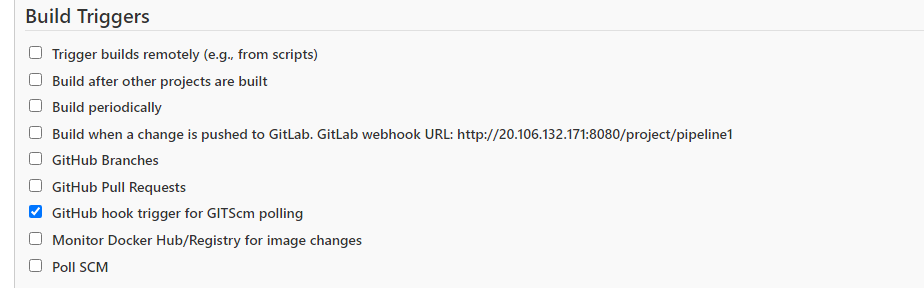 Build Triggers
Trigger builds remotely (e.g., from scripts)
Build after other projects are built
Build periodically
Build when a change is pushed to GitLab. GitLab webhook URL: http://20.106.132.171:8080/project/pipeline1
GitHub Branches
GitHub Pull Requests
GitHub hook trigger for GITScm polling
Monitor Docker Hub/Registry for image changes
Poll SCM